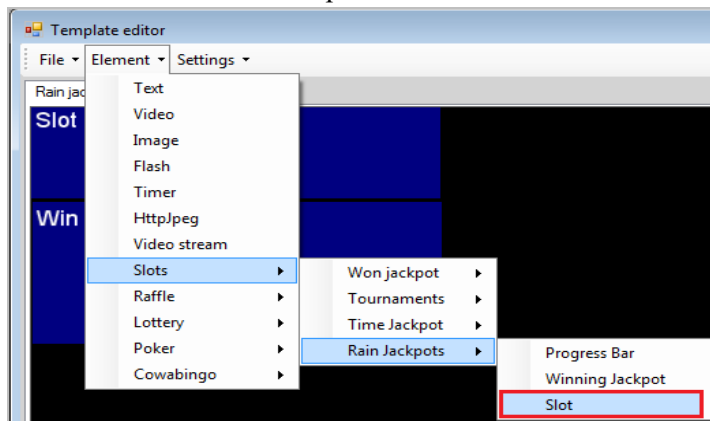 Template editor
File Element Settings
Rain jac
Slot
Win
Text
Video
Image
Flash
Timer
HttpJpeg
Video stream
Slots
Raffle
Lottery
Poker
Cowabingo
Won jackpot
Tournaments
Time Jackpot
Rain Jackpots
Progress Bar
Winning Jackpot
Slot